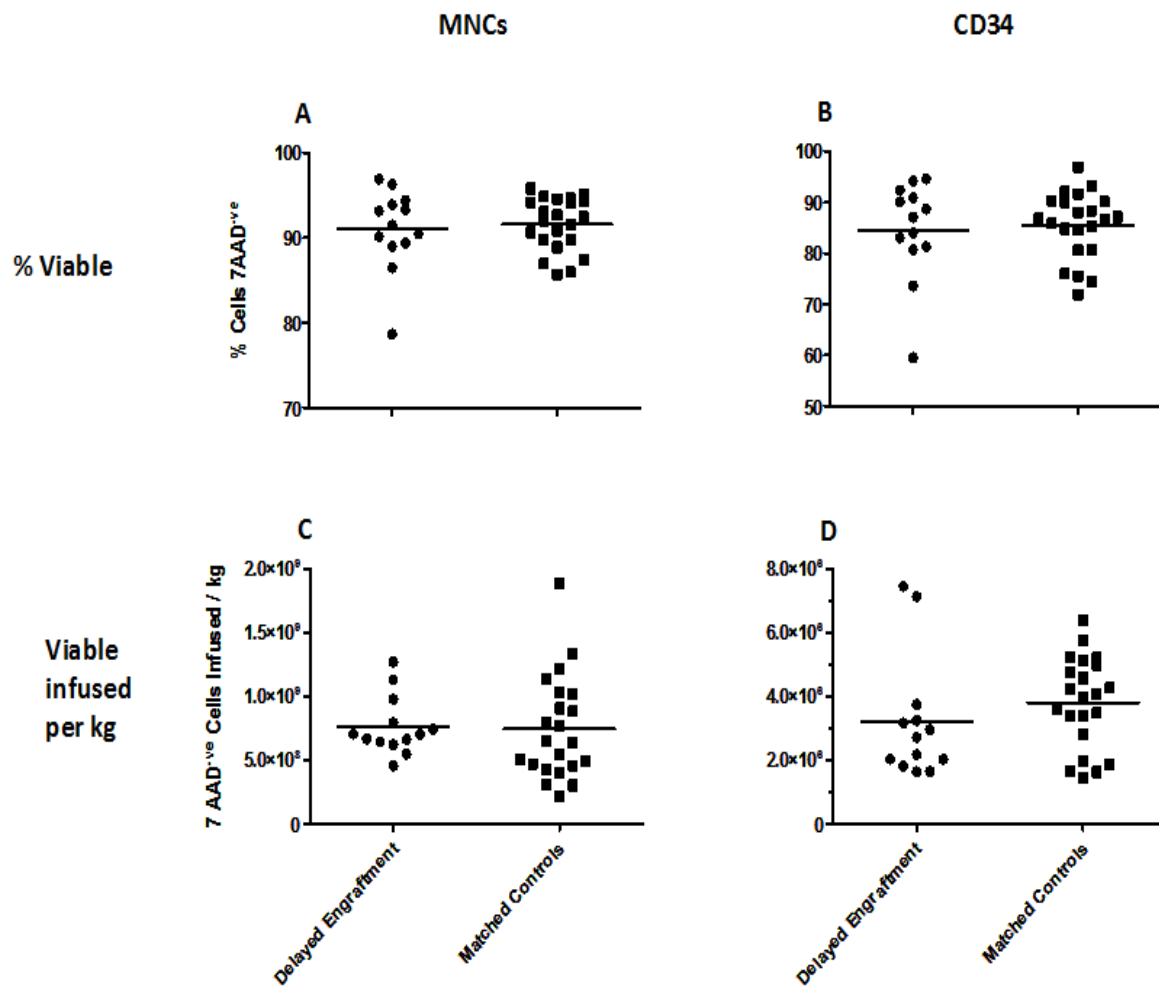 MNCs
CD34
A
B
% Viable
% Cells 7AAD⁻ᵛᵉ
100
90
80
70
100
90
80
70
60
50
C
D
Viable
infused
per kg
7 AAD⁻ᵛᵉ Cells Infused / kg
2.0×10⁹
1.5×10⁹
1.0×10⁹
5.0×10⁸
0
8.0×10⁶
6.0×10⁶
4.0×10⁶
2.0×10⁶
0
Delayed Engraftment
Matched Controls
Delayed Engraftment
Matched Controls